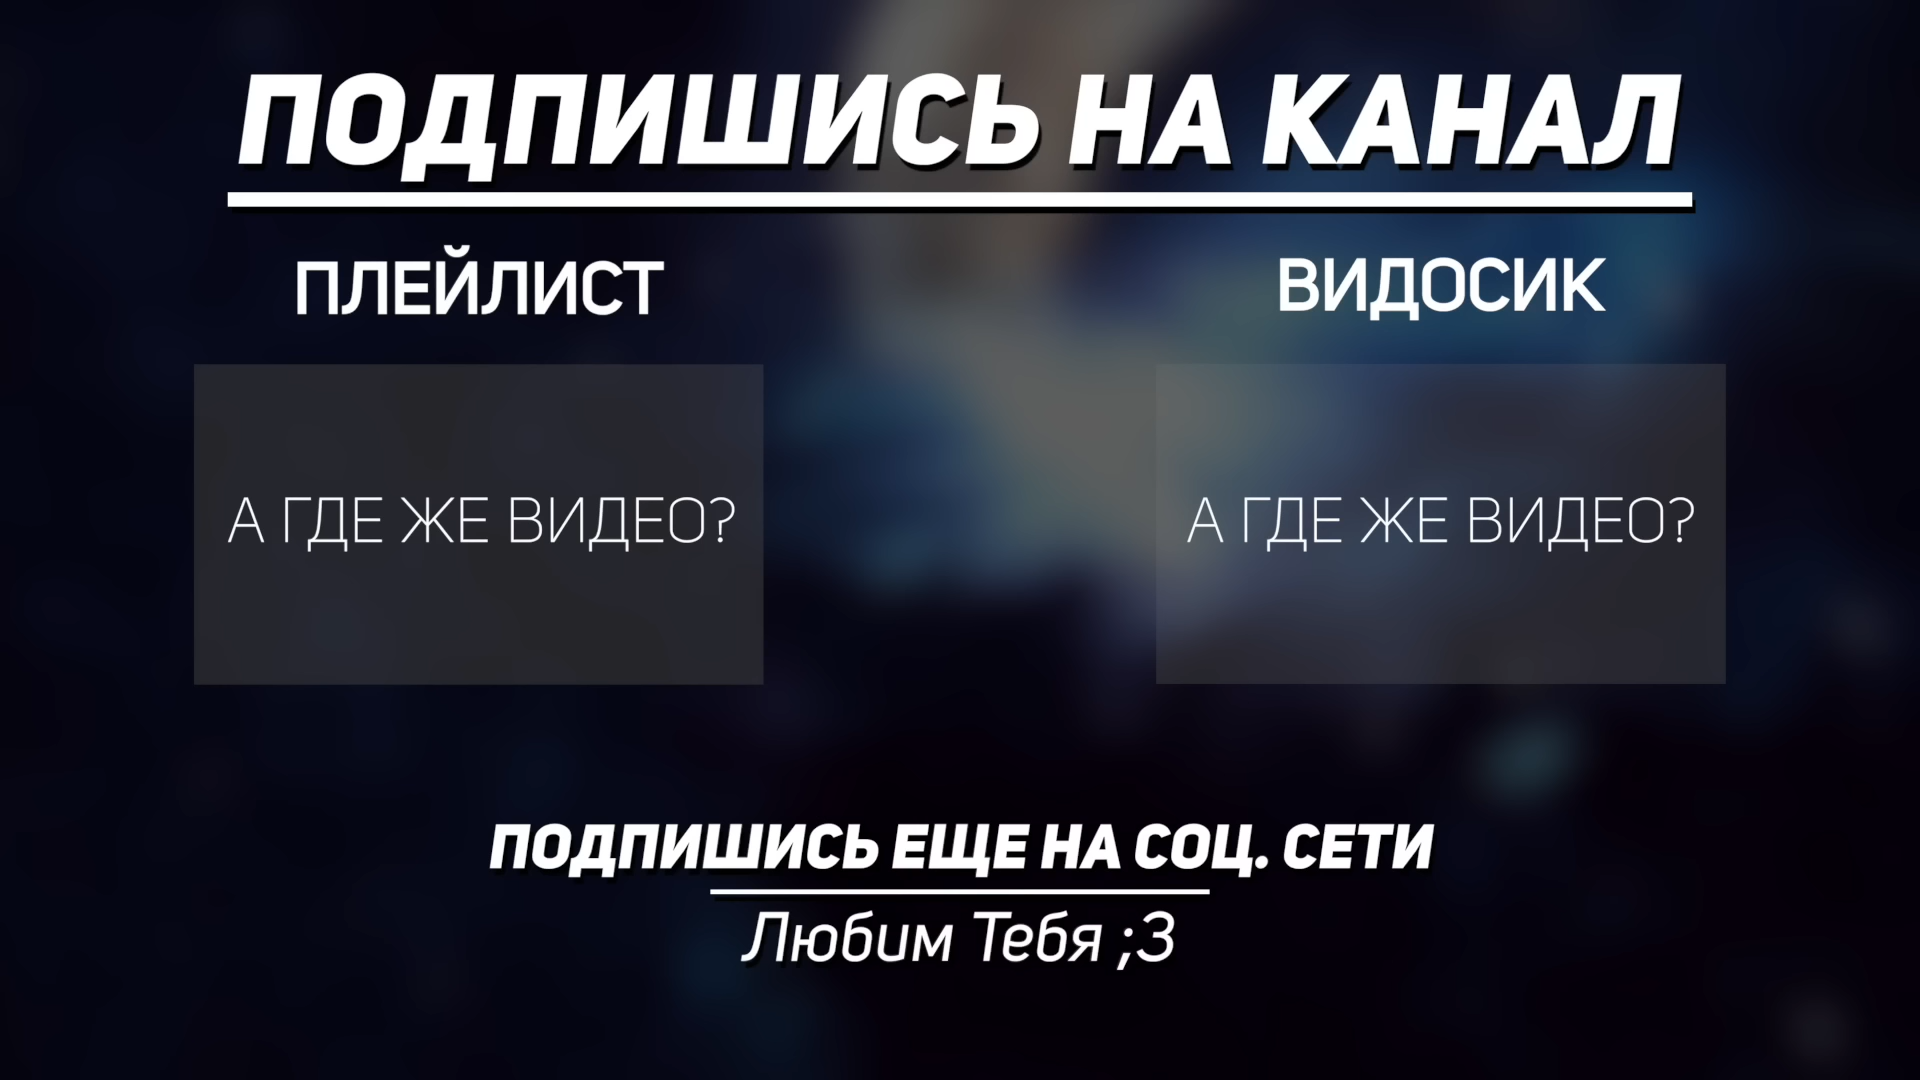 ПОДПИШИСЬ НА КАНАЛ
ПЛЕЙЛИСТ
ВИДОСИК
А ГДЕ ЖЕ ВИДЕО?
А ГДЕ ЖЕ ВИДЕО?
ПОДПИШИСЬ ЕЩЕ НА СОЦ. СЕТИ
Любим Тебя ;3